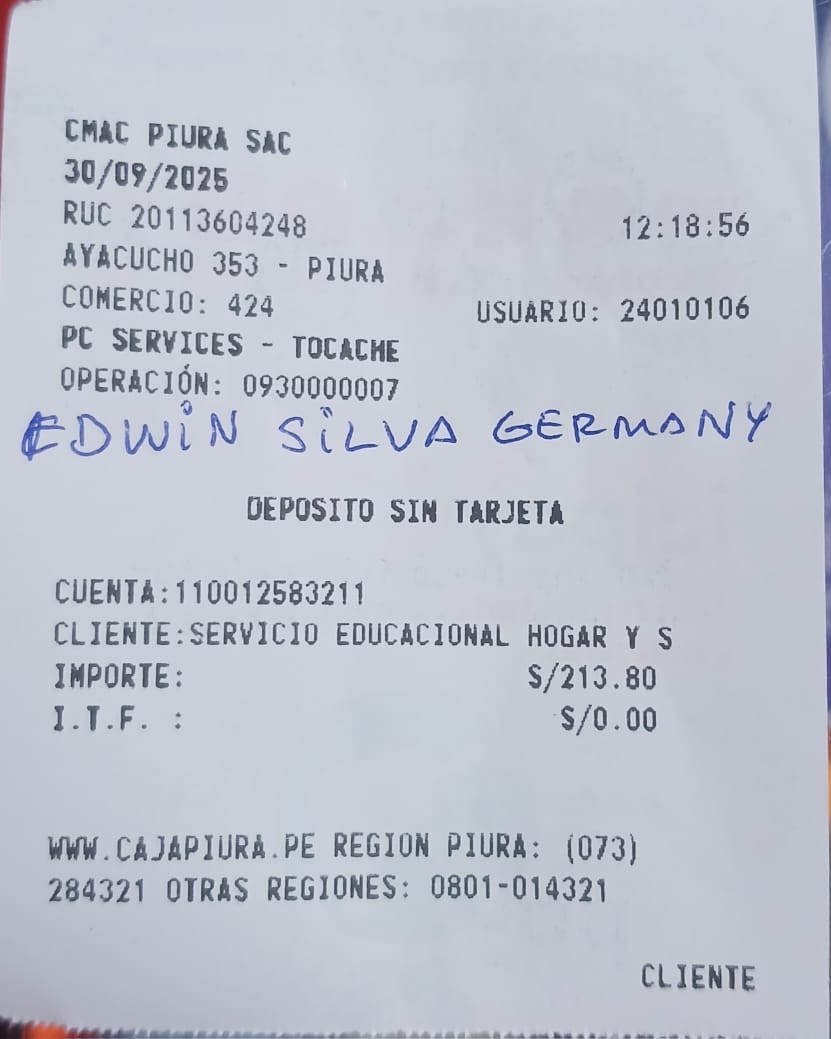 CMAC PIURA SAC
30/09/2025
RUC 20113604248 12:18:56
AYACUCHO 353 - PIURA
COMERCIO: 424 USUARIO: 24010106
PC SERVICES - TOCACHE
OPERACIÓN: 0930000007
EDWiN SiLVA GERMANY
DEPOSITO SIN TARJETA
CUENTA:110012583211
CLIENTE:SERVICIO EDUCACIONAL HOGAR Y S
IMPORTE: S/213.80
I.T.F. : S/0.00
WWW.CAJAPIURA.PE REGION PIURA: (073)
284321 OTRAS REGIONES: 0801-014321
CLIENTE